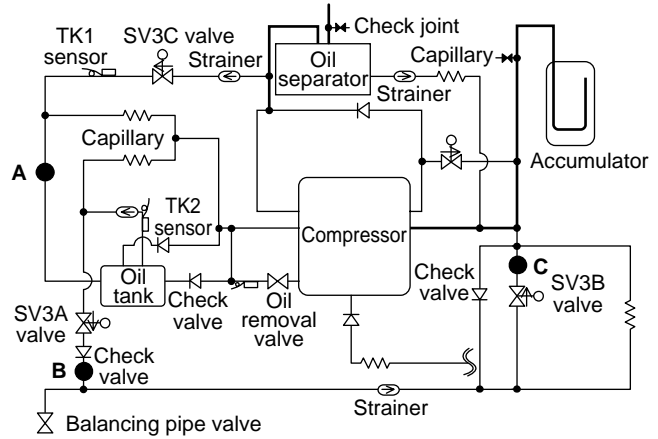 TK1
sensor
SV3C valve
Strainer
Check joint
Oil
separator
Capillary
Strainer
Accumulator
Capillary
A
TK2
sensor
Compressor
Oil
tank
Check
valve
Oil
removal
valve
Check
valve
C
SV3B
valve
SV3A
valve
B
Check
valve
Strainer
Balancing pipe valve